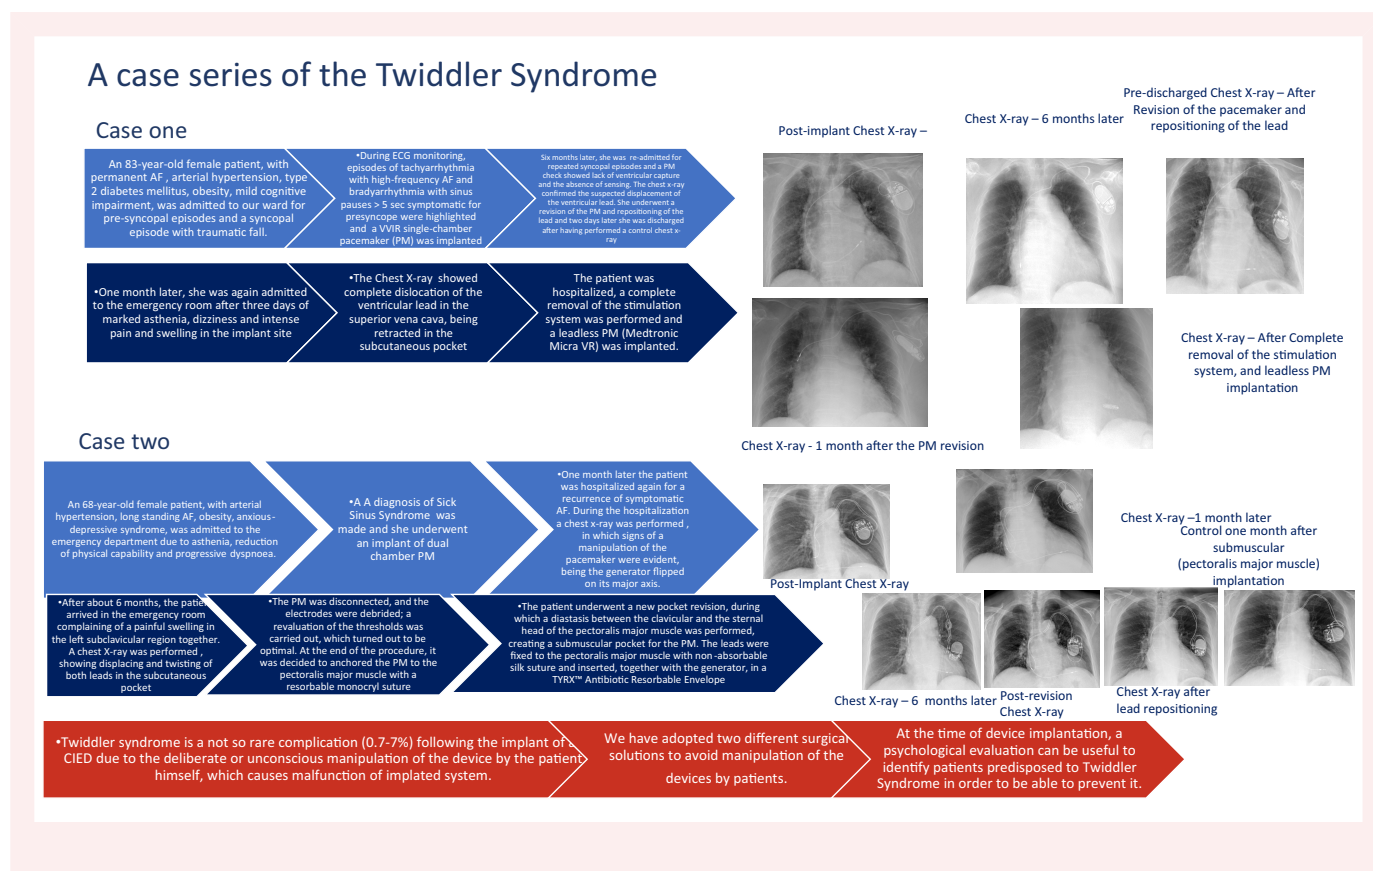 A case series of the Twiddler Syndrome
Case one
An 83-year-old female patient, with
permanent AF , arterial hypertension, type
2 diabetes mellitus, obesity, mild cognitive
impairment, was admitted to our ward for
pre-syncopal episodes and a syncopal
episode with traumatic fall.
•During ECG monitoring,
episodes of tachyarrhythmia
with high-frequency AF and
bradyarrhythmia with sinus
pauses > 5 sec symptomatic for
presyncope were highlighted
and a VVIR single-chamber
pacemaker (PM) was implanted
Six months later, she was re-admitted for
repeated syncopal episodes and a PM
check showed lack of ventricular capture
and the absence of sensing. The chest x-ray
confirmed the suspected displacement of
the ventricular lead. She underwent a
revision of the PM and repositioning of the
lead and two days later she was discharged
after having performed a control chest x-
ray
•One month later, she was again admitted
to the emergency room after three days of
marked asthenia, dizziness and intense
pain and swelling in the implant site
•The Chest X-ray showed
complete dislocation of the
ventricular lead in the
superior vena cava, being
retracted in the
subcutaneous pocket
The patient was
hospitalized, a complete
removal of the stimulation
system was performed and
a leadless PM (Medtronic
Micra VR) was implanted.
Post-implant Chest X-ray –
Chest X-ray – 6 months later
Pre-discharged Chest X-ray – After
Revision of the pacemaker and
repositioning of the lead
Chest X-ray - 1 month after the PM revision
Chest X-ray – After Complete
removal of the stimulation
system, and leadless PM
implantation
Case two
An 68-year-old female patient, with arterial
hypertension, long standing AF, obesity, anxious-
depressive syndrome, was admitted to the
emergency department due to asthenia, reduction
of physical capability and progressive dyspnoea.
•A A diagnosis of Sick
Sinus Syndrome was
made and she underwent
an implant of dual
chamber PM
•One month later the patient
was hospitalized again for a
recurrence of symptomatic
AF. During the hospitalization
a chest x-ray was performed ,
in which signs of a
manipulation of the
pacemaker were evident,
being the generator flipped
on its major axis.
•After about 6 months, the patient
arrived in the emergency room
complaining of a painful swelling in
the left subclavicular region together.
A chest X-Ray was performed ,
showing displacing and twisting of
both leads in the subcutaneous
pocket
•The PM was disconnected, and the
electrodes were debrided; a
revaluation of the thresholds was
carried out, which turned out to be
optimal. At the end of the procedure, it
was decided to anchored the PM to the
pectoralis major muscle with a
resorbable monocryl suture
•The patient underwent a new pocket revision, during
which a diastasis between the clavicular and the sternal
head of the pectoralis major muscle was performed,
creating a submuscular pocket for the PM. The leads were
fixed to the pectoralis major muscle with non-absorbable
silk suture and inserted, together with the generator, in a
TYRX™ Antibiotic Resorbable Envelope
Post-Implant Chest X-ray
Chest X-ray –1 month later
Control one month after
submuscular
(pectoralis major muscle)
implantation
Chest X-ray – 6 months later
Post-revision
Chest X-ray
Chest X-ray after
lead repositioning
•Twiddler syndrome is a not so rare complication (0.7-7%) following the implant of a
CIED due to the deliberate or unconscious manipulation of the device by the patient
himself, which causes malfunction of implated system.
We have adopted two different surgical
solutions to avoid manipulation of the
devices by patients.
At the time of device implantation, a
psychological evaluation can be useful to
identify patients predisposed to Twiddler
Syndrome in order to be able to prevent it.